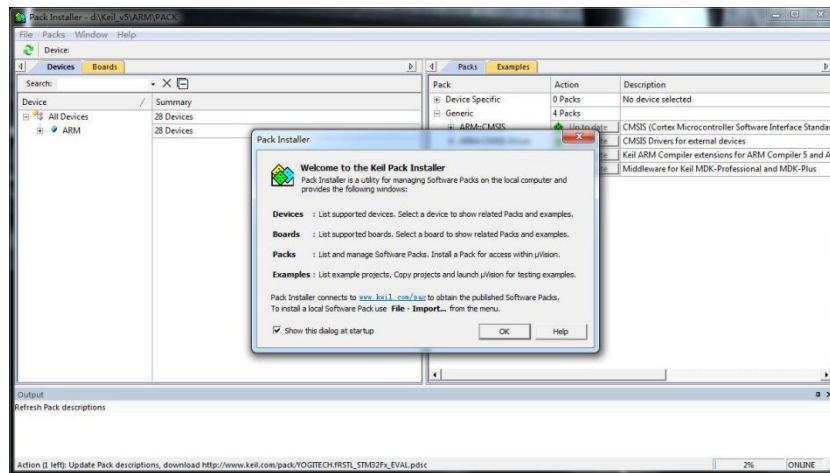 Pack Installer - d:\Keil_v5\ARM\PACK
File Packs Window Help
Device:
Devices Boards
Search:
Device / Summary
All Devices 28 Devices
ARM 28 Devices
Packs Examples
Pack Action Description
Device Specific 0 Packs No device selected
Generic 4 Packs
ARM::CMSIS Up to date CMSIS (Cortex Microcontroller Software Interface Standa
CMSIS Drivers for external devices
Keil ARM Compiler extensions for ARM Compiler 5 and A
Middleware for Keil MDK-Professional and MDK-Plus
Pack Installer
Welcome to the Keil Pack Installer
Pack Installer is a utility for managing Software Packs on the local computer and
provides the following windows:
Devices : List supported devices. Select a device to show related Packs and examples.
Boards : List supported boards. Select a board to show related Packs and examples.
Packs : List and manage Software Packs. Install a Pack for access within µVision.
Examples : List example projects. Copy projects and launch µVision for testing examples.
Pack Installer connects to www.keil.com/pac to obtain the published Software Packs.
To install a local Software Pack use File - Import... from the menu.
Show this dialog at startup
OK Help
Output
Refresh Pack descriptions
Action (1 left): Update Pack descriptions, download http://www.keil.com/pack/YOGITECH.fRSTL_STM32Fx_EVAL.pdsc
2% ONLINE